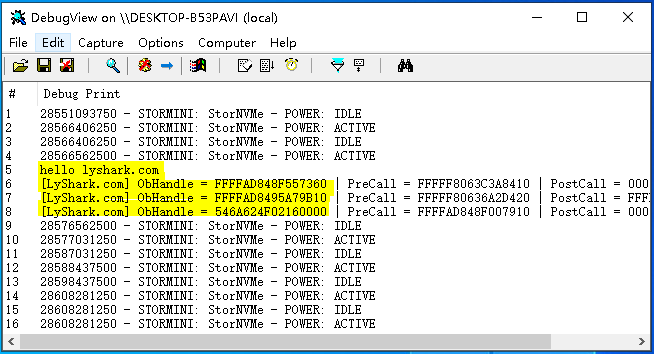 DebugView on \\DESKTOP-B53PAVI (local)
File Edit Capture Options Computer Help
# Debug Print
1 28551093750 - STORMINI: StorNVMe - POWER: IDLE
2 28566406250 - STORMINI: StorNVMe - POWER: ACTIVE
3 28566406250 - STORMINI: StorNVMe - POWER: IDLE
4 28566562500 - STORMINI: StorNVMe - POWER: ACTIVE
5 hello lyshark.com
6 [LyShark.com] ObHandle = FFFFAD848F557360 | PreCall = FFFFF8063C3A8410 | PostCall = 000
7 [LyShark.com] ObHandle = FFFFAD8495A79B10 | PreCall = FFFFF80636A2D420 | PostCall = FFFF
8 [LyShark.com] ObHandle = 546A624F02160000 | PreCall = FFFFAD848F007910 | PostCall = 000
9 28576562500 - STORMINI: StorNVMe - POWER: IDLE
10 28577031250 - STORMINI: StorNVMe - POWER: ACTIVE
11 28587031250 - STORMINI: StorNVMe - POWER: IDLE
12 28588437500 - STORMINI: StorNVMe - POWER: ACTIVE
13 28598437500 - STORMINI: StorNVMe - POWER: IDLE
14 28608281250 - STORMINI: StorNVMe - POWER: ACTIVE
15 28608281250 - STORMINI: StorNVMe - POWER: IDLE
16 28608281250 - STORMINI: StorNVMe - POWER: ACTIVE